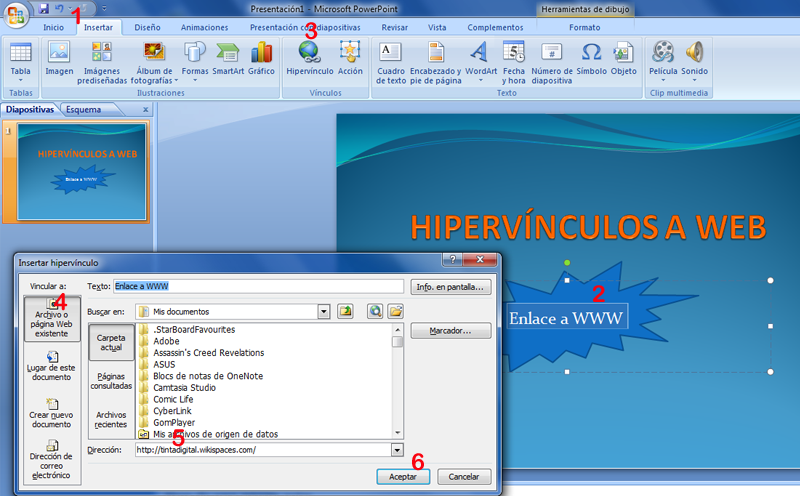 Presentación1 - Microsoft PowerPoint
Herramientas de dibujo
1
Inicio Insertar Diseño Animaciones Presentación con diapositivas Revisar Vista Complementos Formato
3
Tabla
Imagen
Imágenes prediseñadas
Álbum de fotografías
Formas
SmartArt
Gráfico
Hipervínculo
Acción
Cuadro de texto
Encabezado y pie de página
WordArt
Fecha y hora
Número de diapositiva
Símbolo
Objeto
Película
Sonido
Tablas Ilustraciones Vínculos Texto Clip multimedia
Diapositivas Esquema x
1
HIPERVÍNCULOS A WEB
Enlace a WWW
HIPERVÍNCULOS A WEB
2
Enlace a WWW
Insertar hipervínculo
Vincular a: Texto: Enlace a WWW Info. en pantalla...
4
Archivo o página Web existente
Lugar de este documento
Crear nuevo documento
Dirección de correo electrónico
Buscar en: Mis documentos
Carpeta actual
Páginas consultadas
Archivos recientes
.StarBoardFavourites
Adobe
Assassin's Creed Revelations
ASUS
Blocs de notas de OneNote
Camtasia Studio
Comic Life
CyberLink
GomPlayer
Mis archivos de origen de datos
Marcador...
5
Dirección: http://tintadigital.wikispaces.com/
6
Aceptar Cancelar